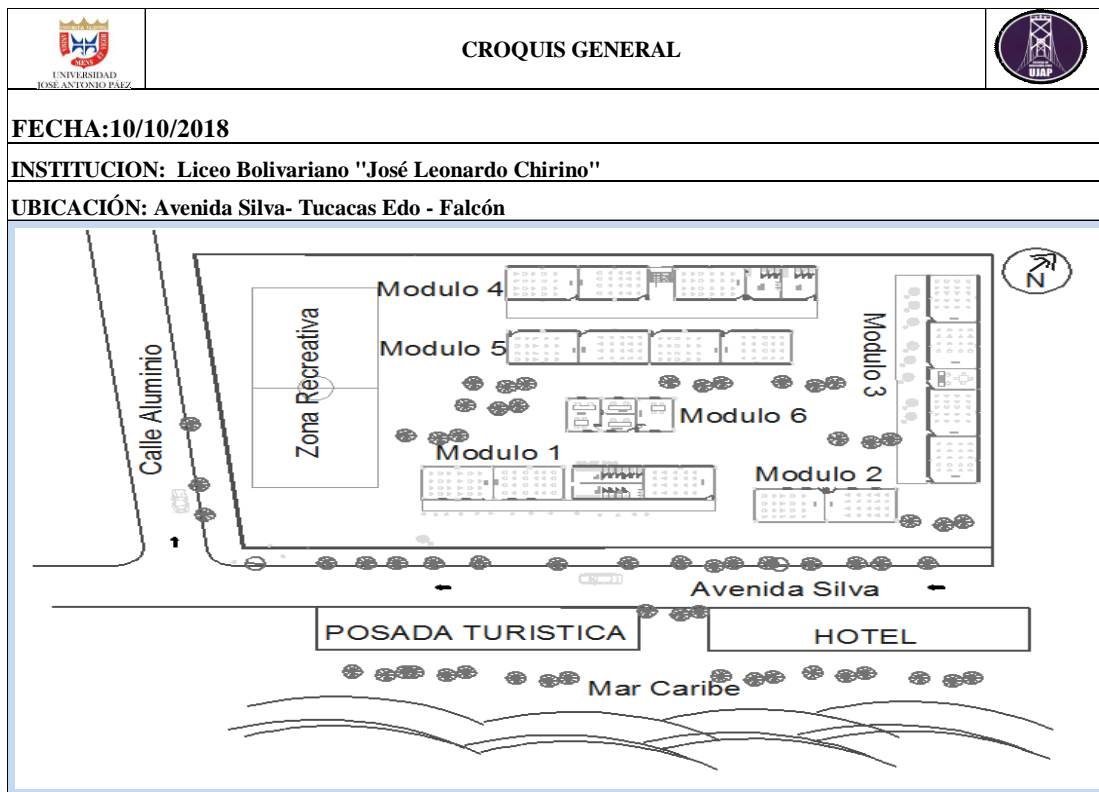 UNIVERSIDAD
JOSÉ ANTONIO PÁEZ
CROQUIS GENERAL
UJAP
FECHA:10/10/2018
INSTITUCION: Liceo Bolivariano "José Leonardo Chirino"
UBICACIÓN: Avenida Silva- Tucacas Edo - Falcón
N
Modulo 4
Modulo 5
Modulo 3
Zona Recreativa
Calle Aluminio
Modulo 6
Modulo 1
Modulo 2
Avenida Silva
POSADA TURISTICA
HOTEL
Mar Caribe